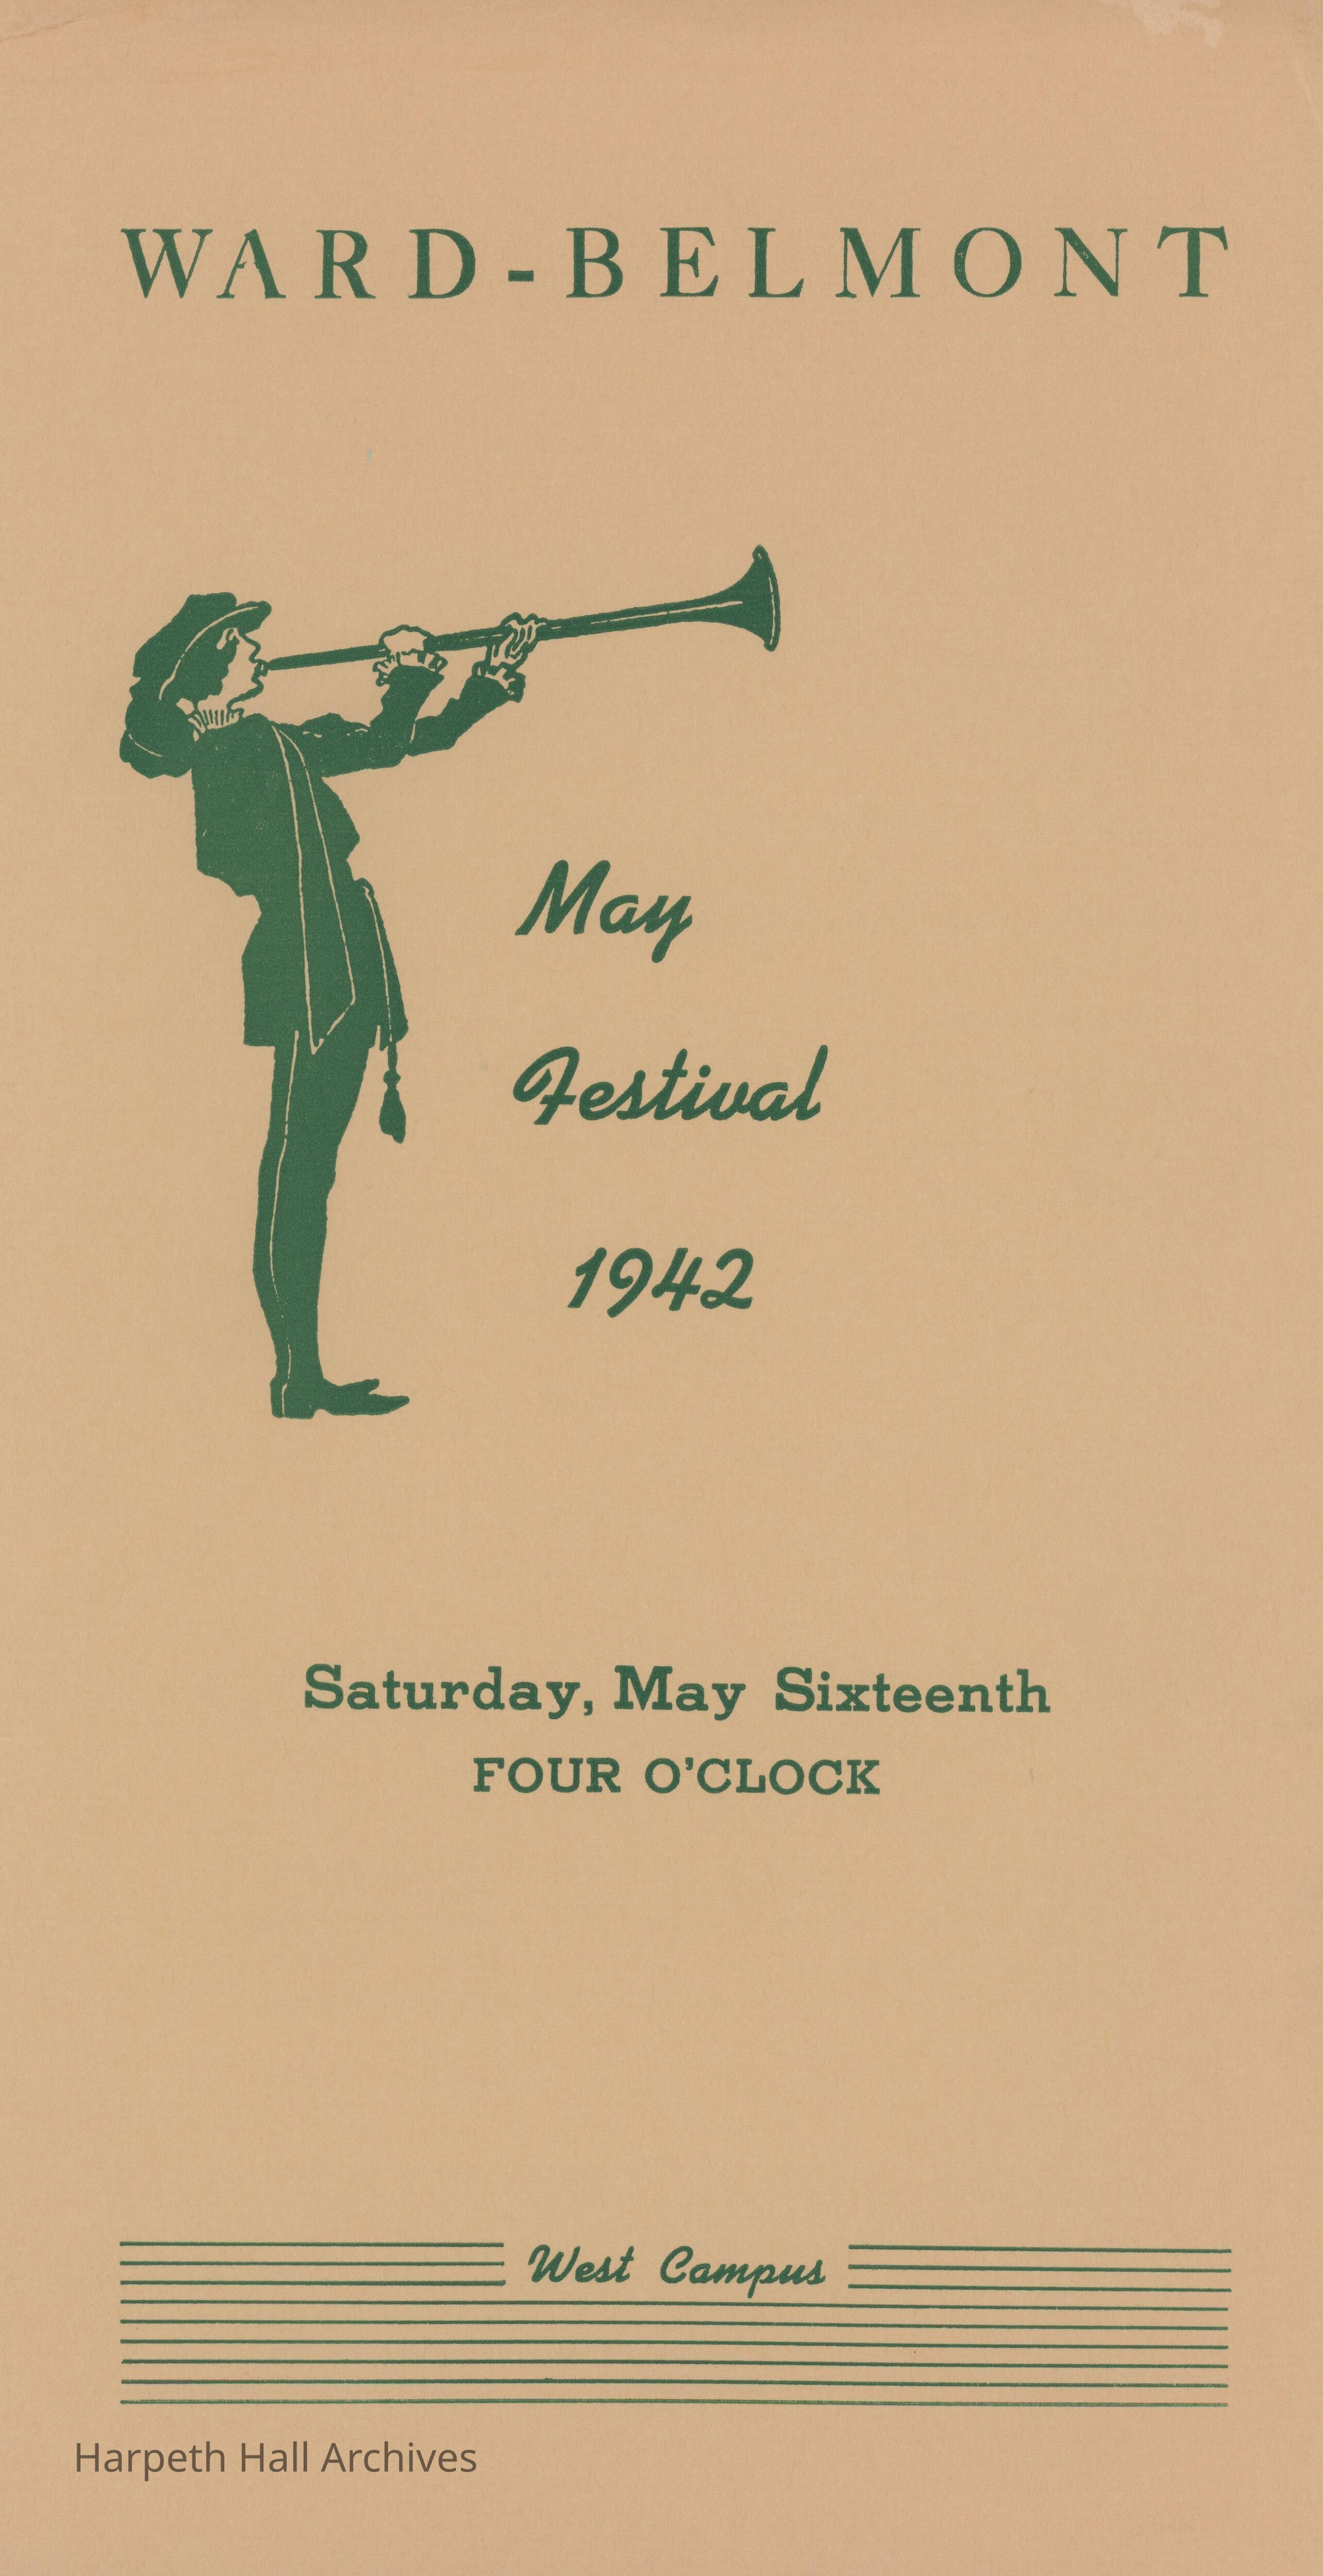 WARD-BELMONT
May
Festival
1942
Saturday, May Sixteenth
FOUR O'CLOCK
West Campus
Harpeth Hall Archives